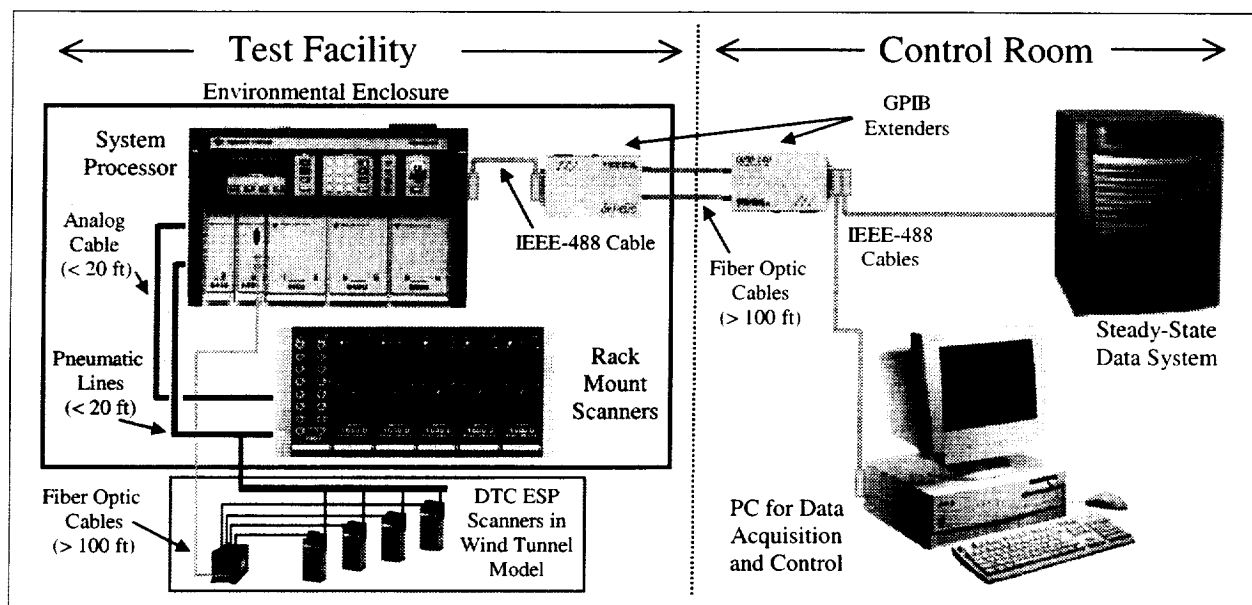 Test Facility
Control Room
Environmental Enclosure
System
Processor
GPIB
Extenders
Analog
Cable
(< 20 ft)
IEEE-488 Cable
IEEE-488
Cables
Fiber Optic
Cables
(> 100 ft)
Steady-State
Data System
Pneumatic
Lines
(< 20 ft)
Rack
Mount
Scanners
Fiber Optic
Cables
(> 100 ft)
DTC ESP
Scanners in
Wind Tunnel
Model
PC for Data
Acquisition
and Control